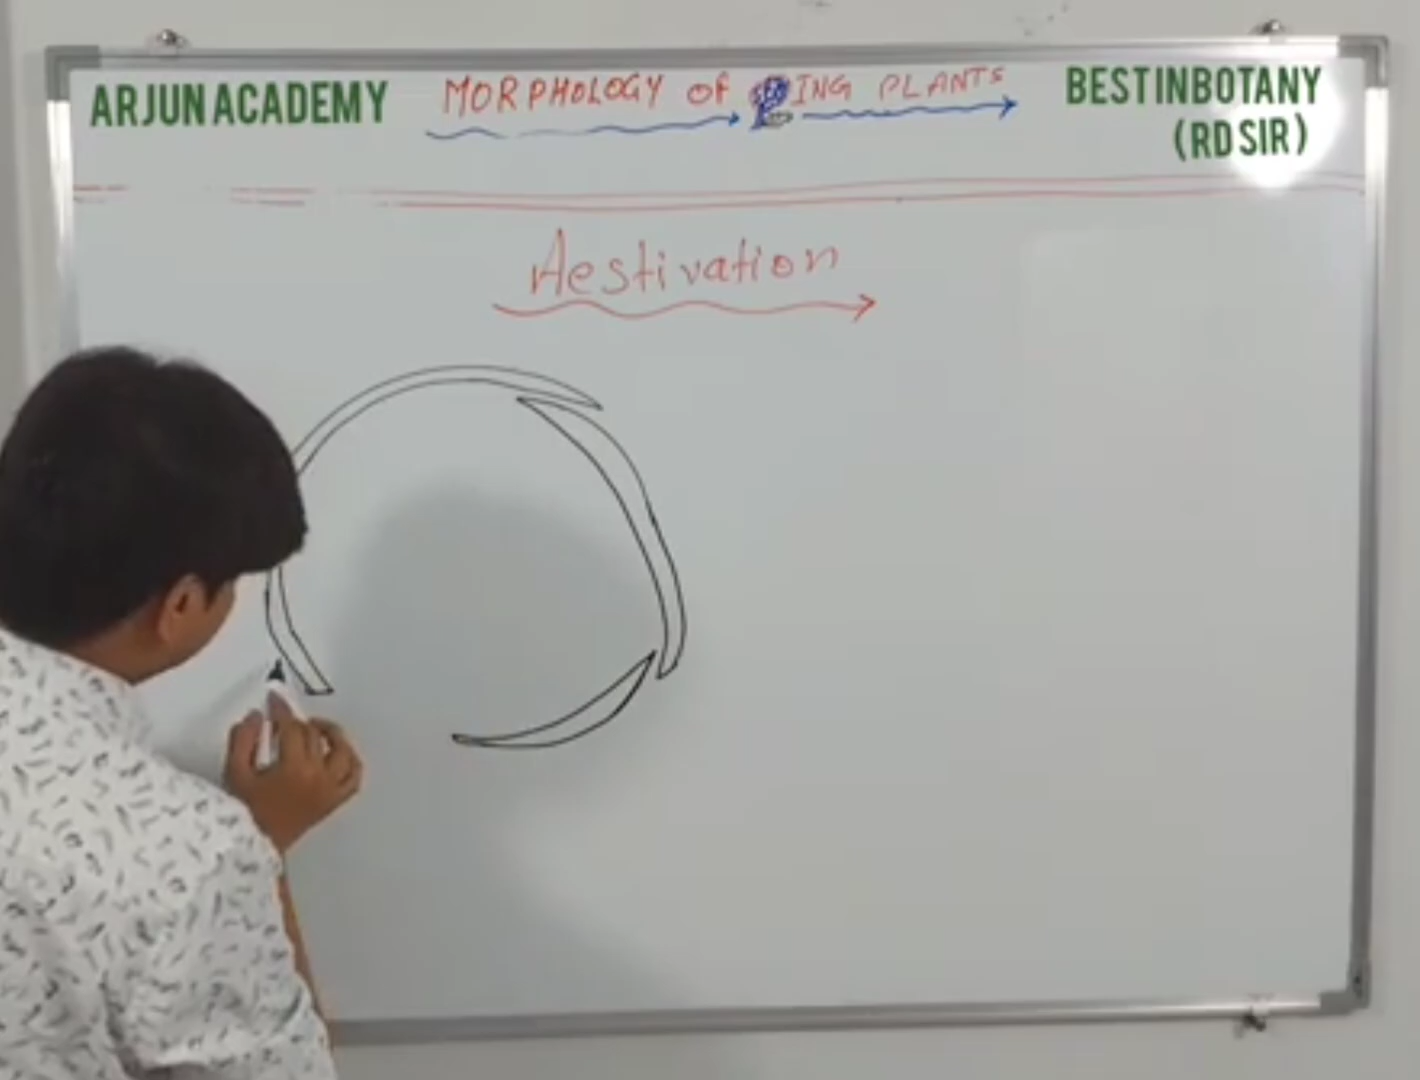 ARJUN ACADEMY
MORPHOLOGY OF ING PLANTS
BEST IN BOTANY
(RD SIR)
Aestivation